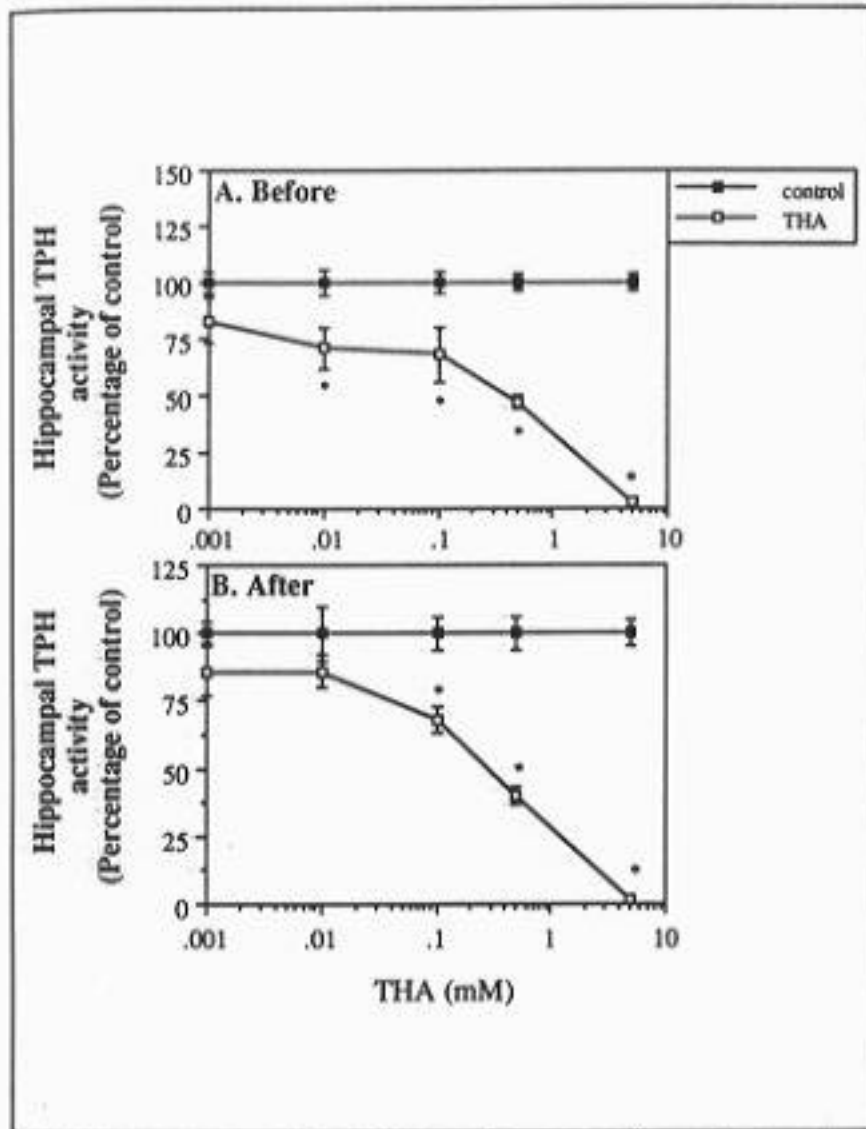 150
A. Before
control
THA
125
100
75
50
25
0
Hippocampal TPH
activity
(Percentage of control)
.001
.01
.1
1
10
125
B. After
100
75
50
25
0
Hippocampal TPH
activity
(Percentage of control)
.001
.01
.1
1
10
THA (mM)